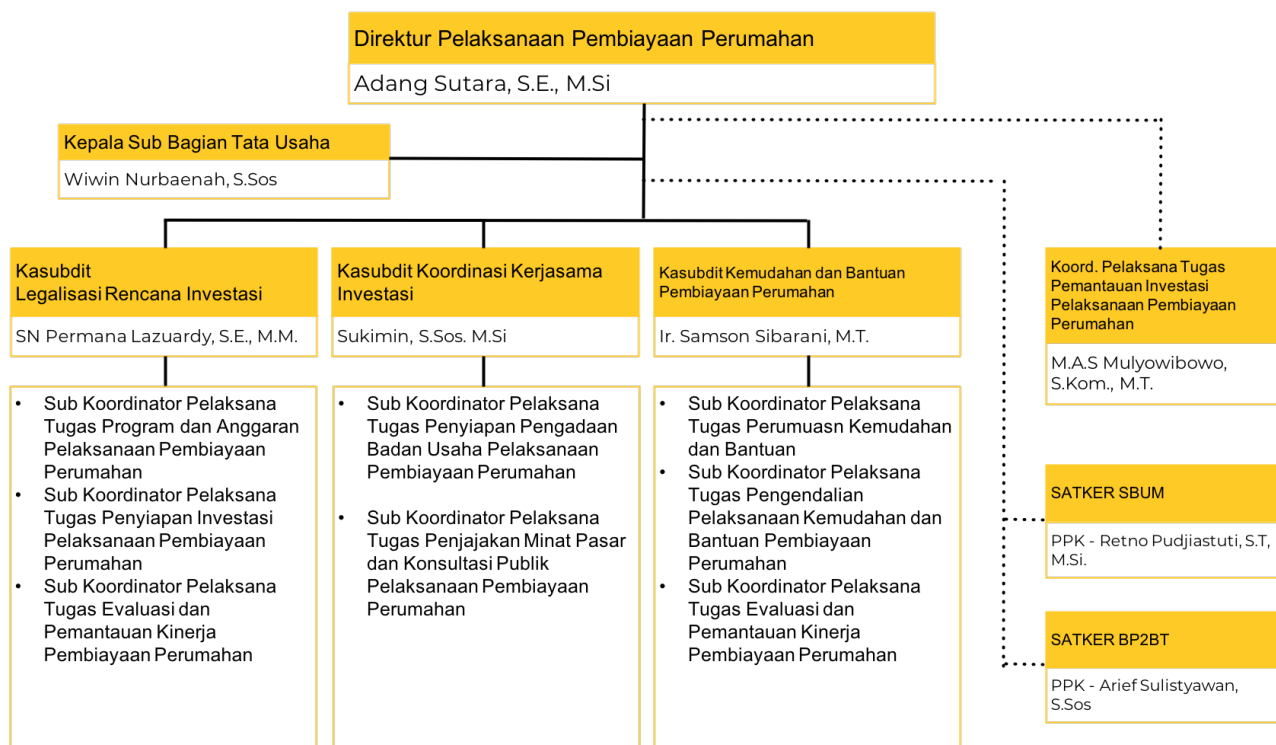 Direktur Pelaksanaan Pembiayaan Perumahan
Adang Sutara, S.E., M.Si
Kepala Sub Bagian Tata Usaha
Wiwin Nurbaenah, S.Sos
Kasubdit
Legalisasi Rencana Investasi
SN Permana Lazuardy, S.E., M.M.
• Sub Koordinator Pelaksana
Tugas Program dan Anggaran
Pelaksanaan Pembiayaan
Perumahan
• Sub Koordinator Pelaksana
Tugas Penyiapan Investasi
Pelaksanaan Pembiayaan
Perumahan
• Sub Koordinator Pelaksana
Tugas Evaluasi dan
Pemantauan Kinerja
Pembiayaan Perumahan
Kasubdit Koordinasi Kerjasama
Investasi
Sukimin, S.Sos. M.Si
• Sub Koordinator Pelaksana
Tugas Penyiapan Pengadaan
Badan Usaha Pelaksanaan
Pembiayaan Perumahan
• Sub Koordinator Pelaksana
Tugas Penjajakan Minat Pasar
dan Konsultasi Publik
Pelaksanaan Pembiayaan
Perumahan
Kasubdit Kemudahan dan Bantuan
Pembiayaan Perumahan
Ir. Samson Sibarani, M.T.
• Sub Koordinator Pelaksana
Tugas Perumuasn Kemudahan
dan Bantuan
• Sub Koordinator Pelaksana
Tugas Pengendalian
Pelaksanaan Kemudahan dan
Bantuan Pembiayaan
Perumahan
• Sub Koordinator Pelaksana
Tugas Evaluasi dan
Pemantauan Kinerja
Pembiayaan Perumahan
Koord. Pelaksana Tugas
Pemantauan Investasi
Pelaksanaan Pembiayaan
Perumahan
M.A.S Mulyowibowo,
S.Kom., M.T.
SATKER SBUM
PPK - Retno Pudjiastuti, S.T,
M.Si.
SATKER BP2BT
PPK - Arief Sulistyawan,
S.Sos